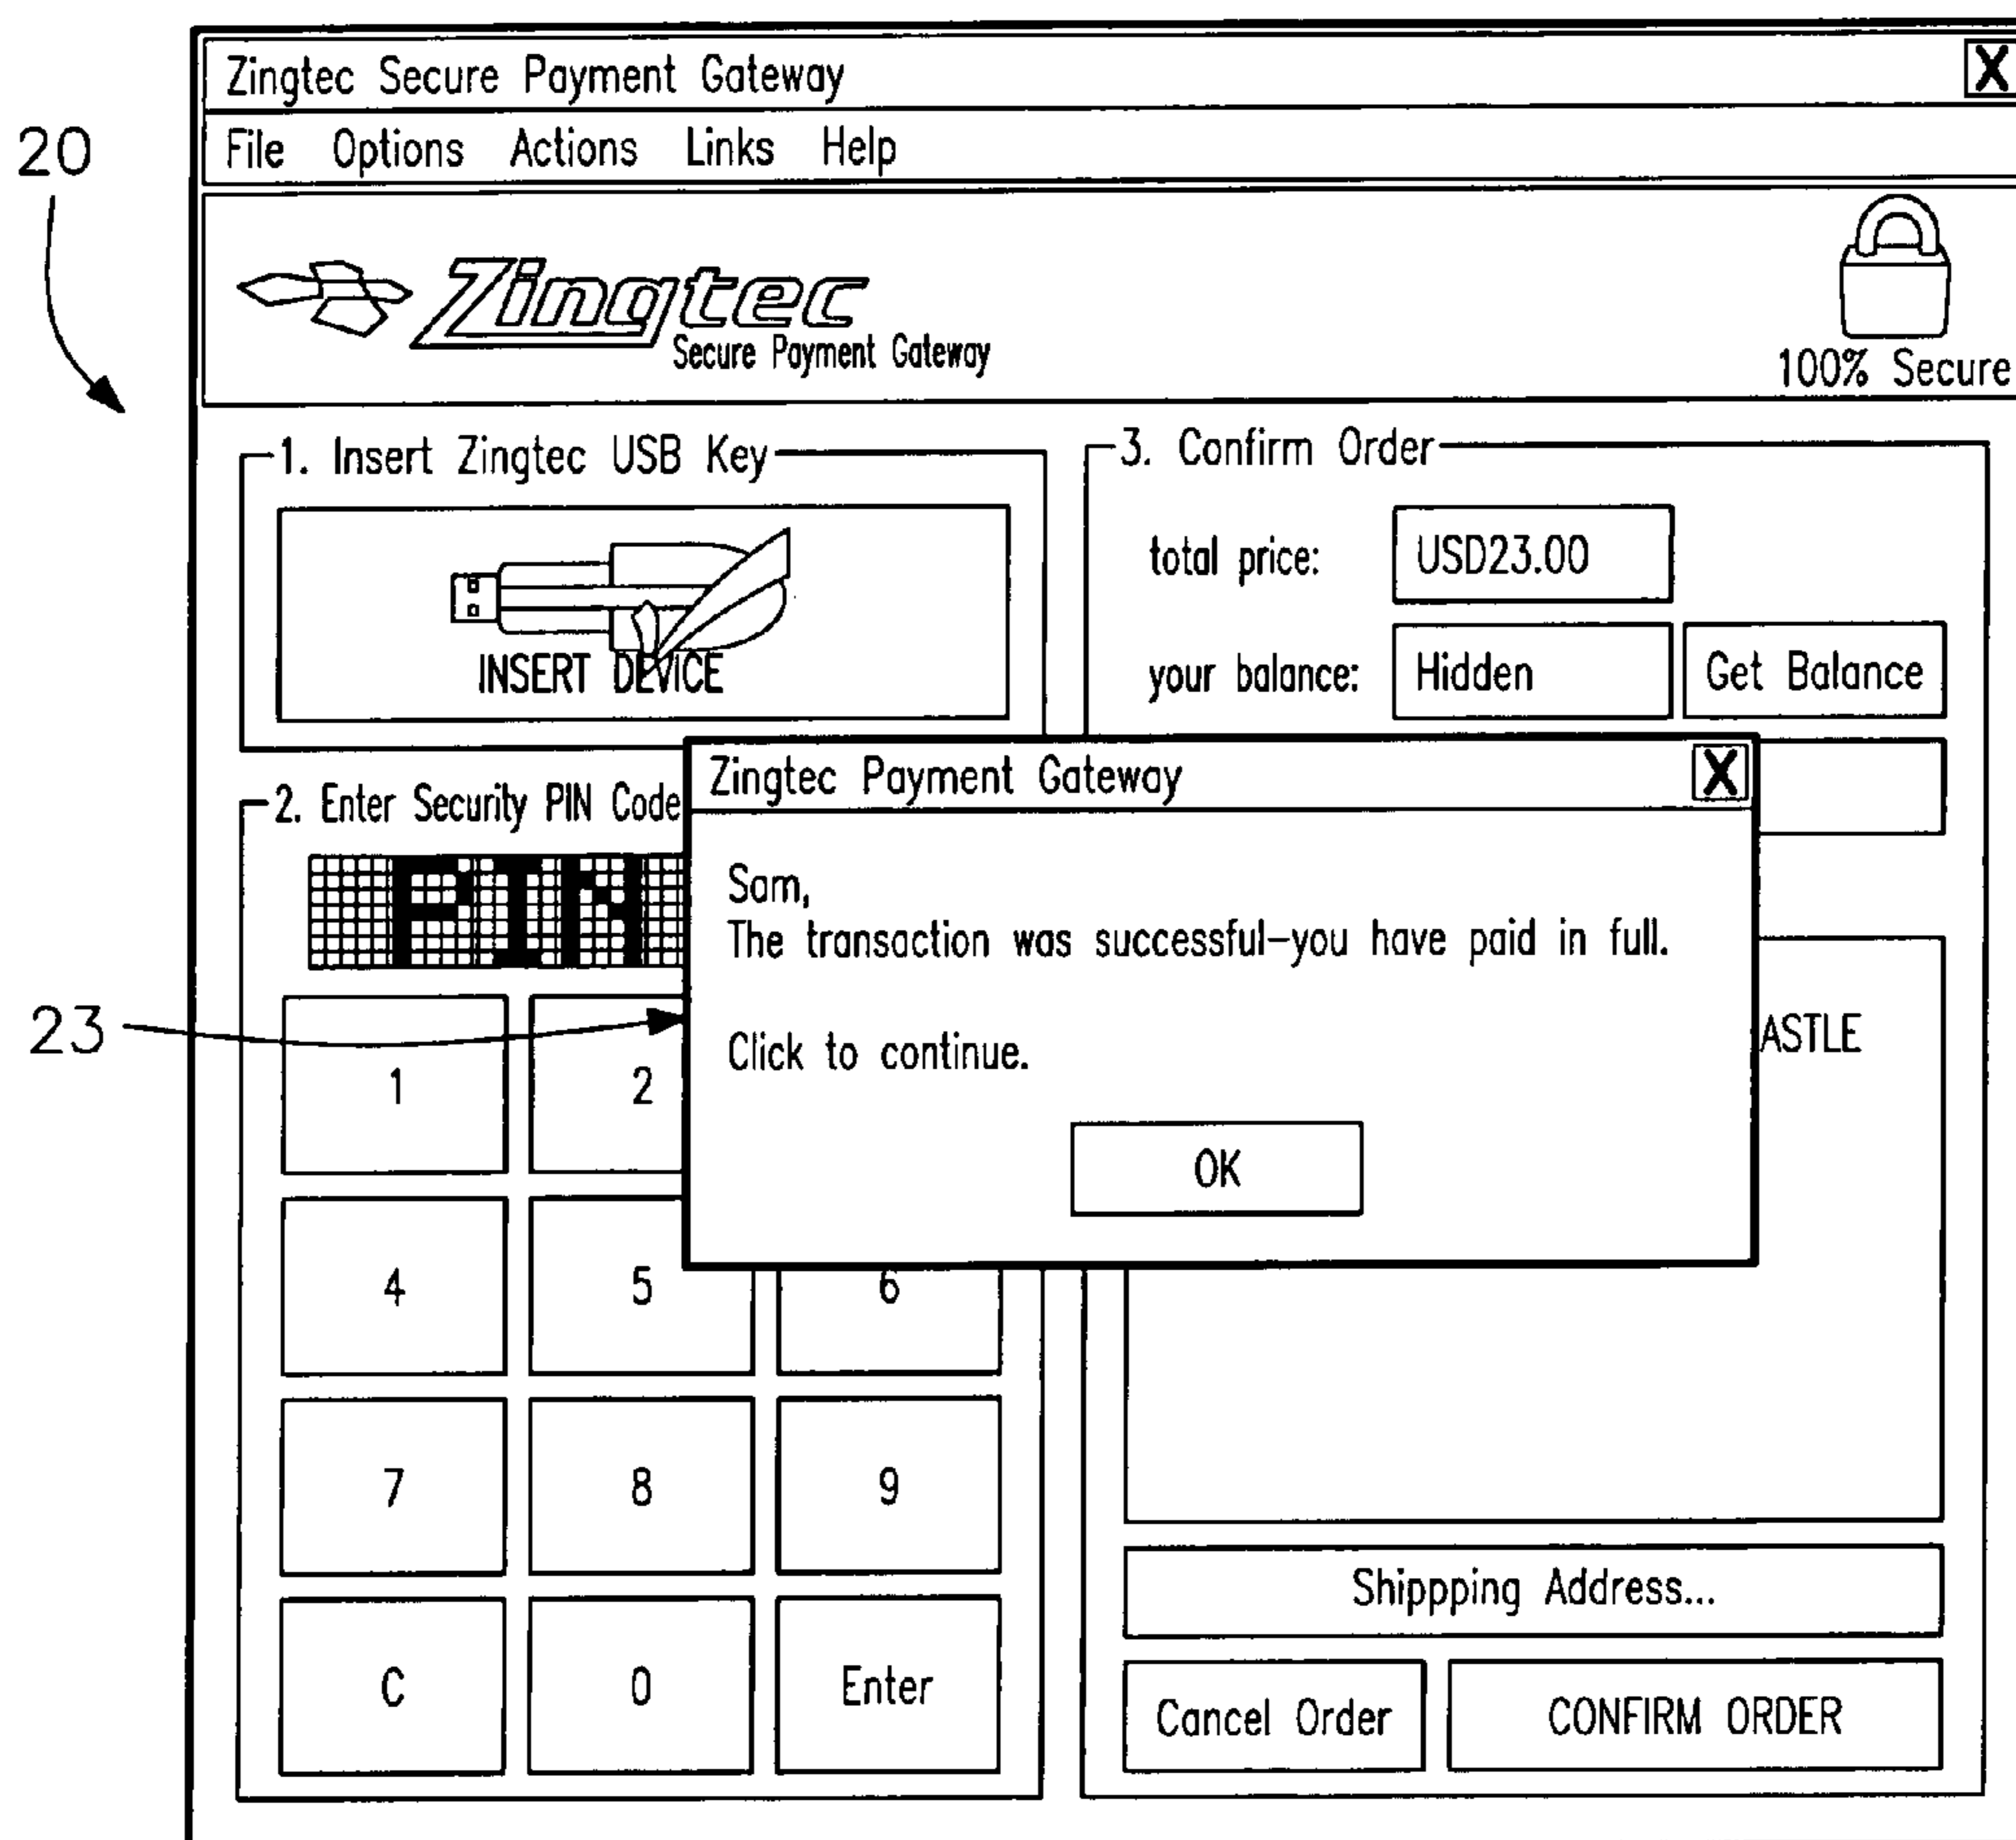 Zingtec Secure Payment Gateway
X
File Options Actions Links Help
20
Zingtec
Secure Payment Gateway
100% Secure
1. Insert Zingtec USB Key
INSERT DEVICE
3. Confirm Order
total price: USD23.00
your balance: Hidden Get Balance
2. Enter Security PIN Code
PIN
Zingtec Payment Gateway X
Sam,
The transaction was successful–you have paid in full.
Click to continue.
OK
ASTLE
23
1 2
4 5 6
7 8 9
C 0 Enter
Shippping Address...
Cancel Order CONFIRM ORDER